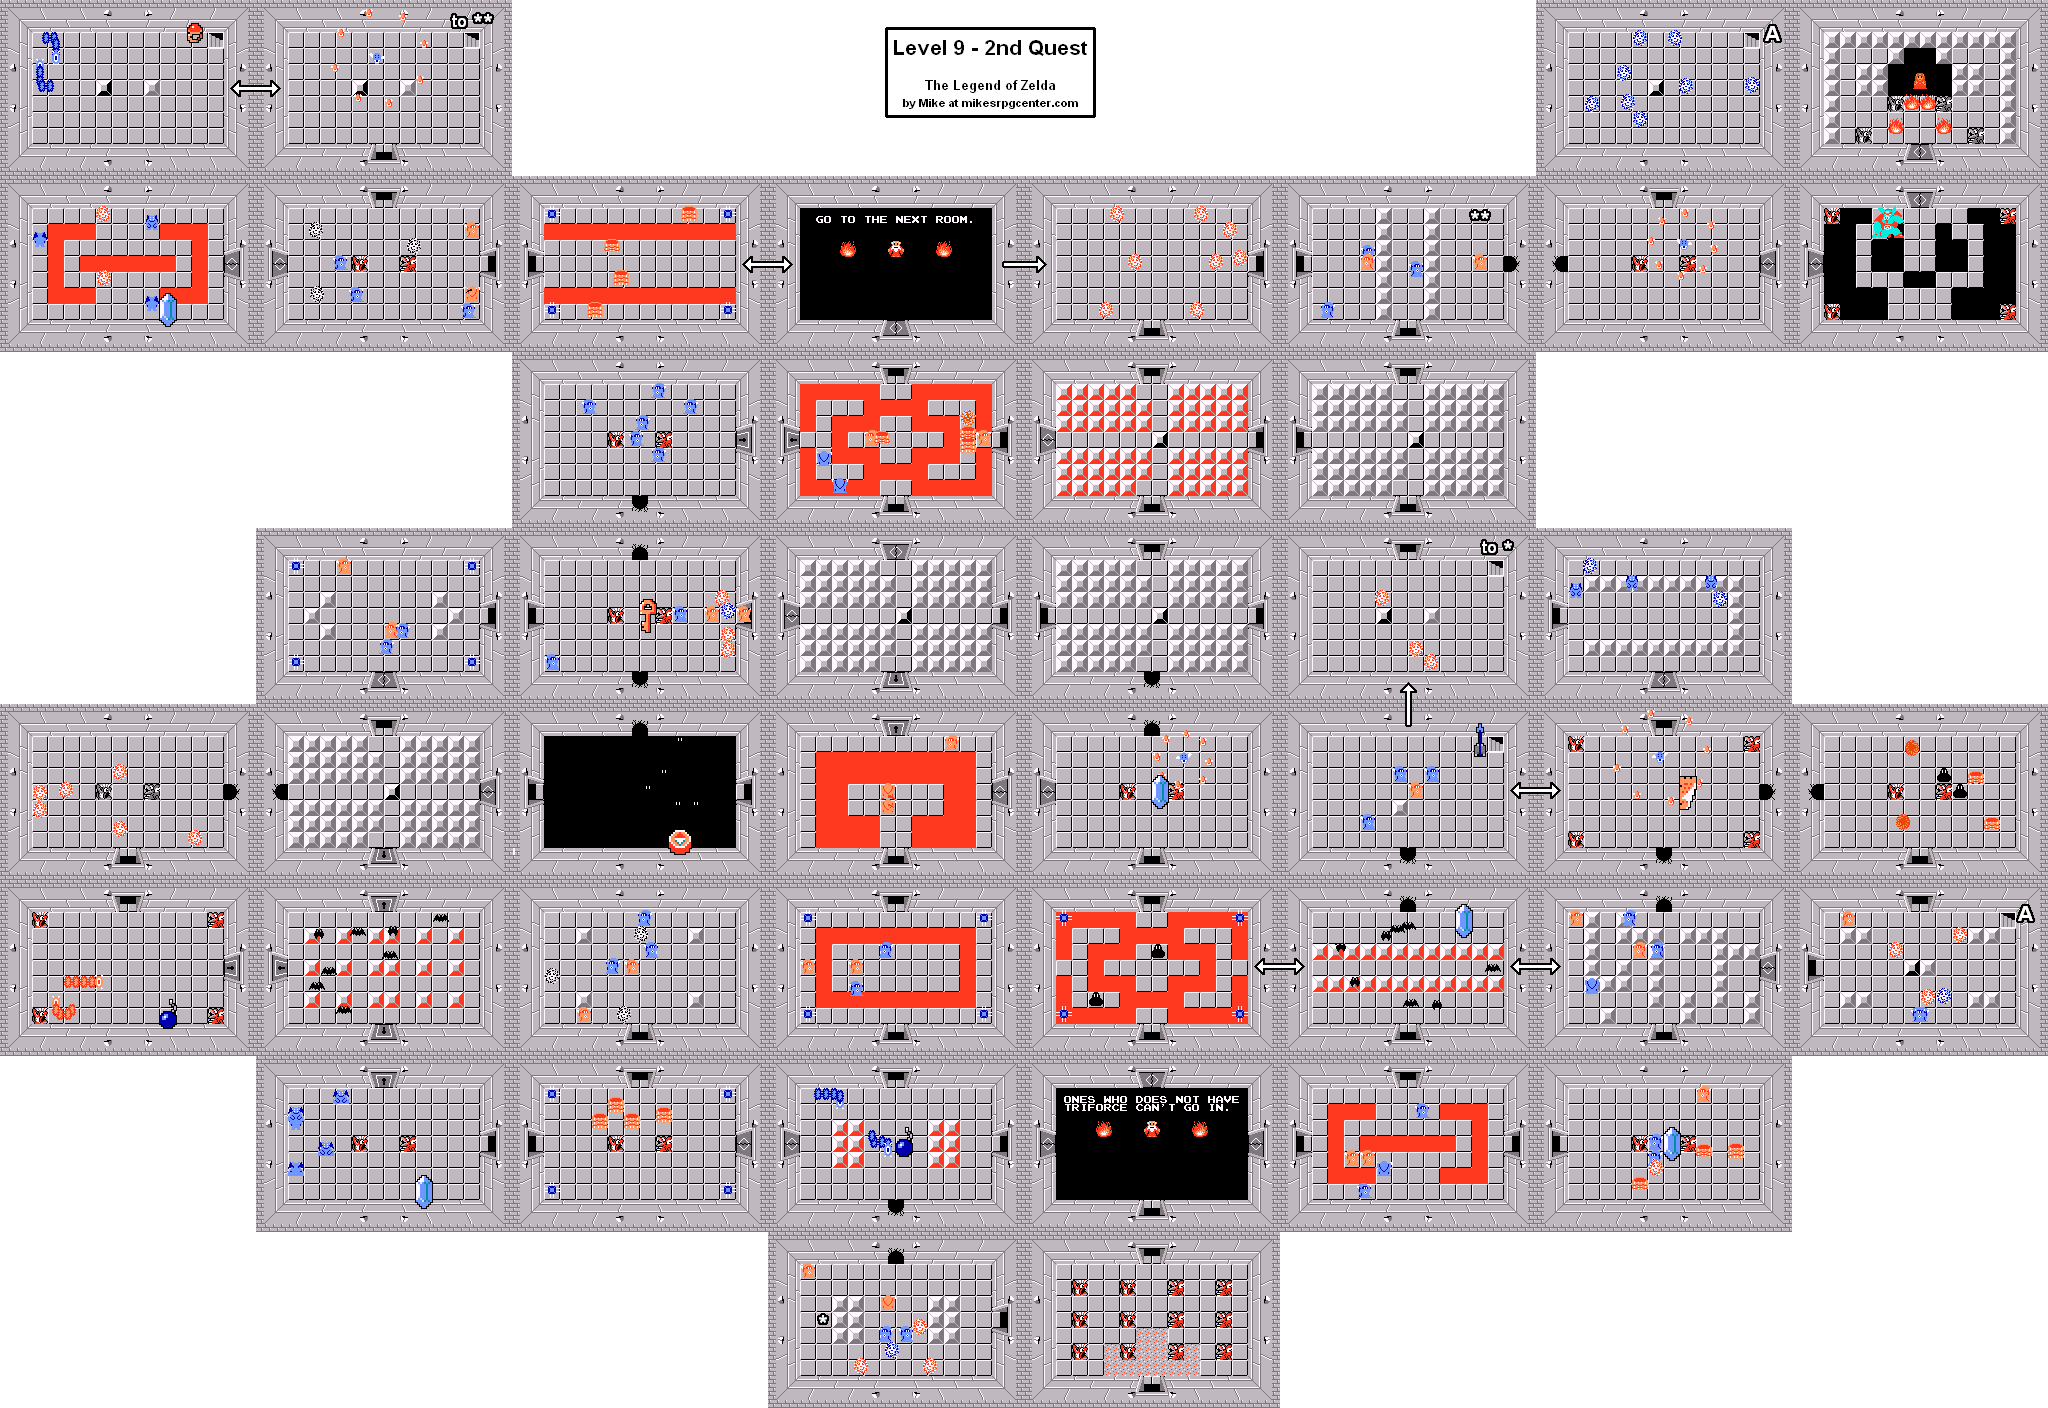 to **
Level 9 - 2nd Quest
The Legend of Zelda
by Mike at mikesrpgcenter.com
A
GO TO THE NEXT ROOM.
**
to *
A
ONES WHO DOES NOT HAVE
TRIFORCE CAN'T GO IN.
*